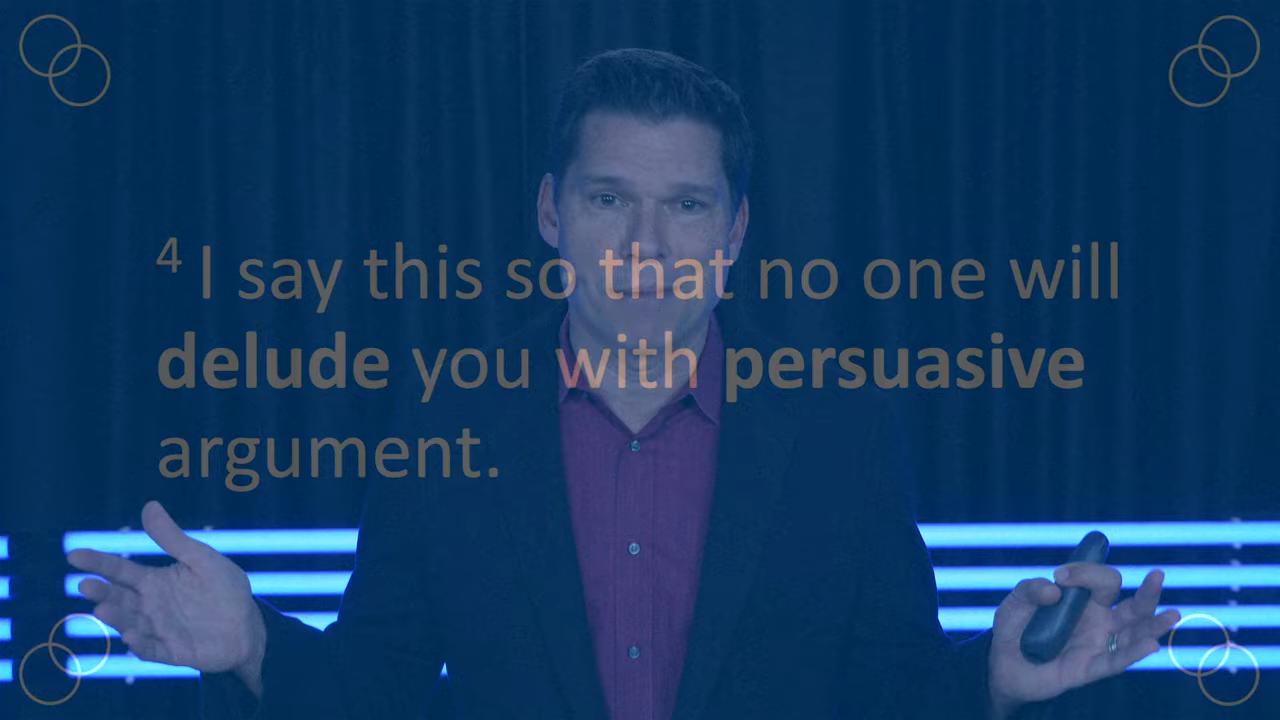 4 I say this so that no one will
delude you with persuasive
argument.